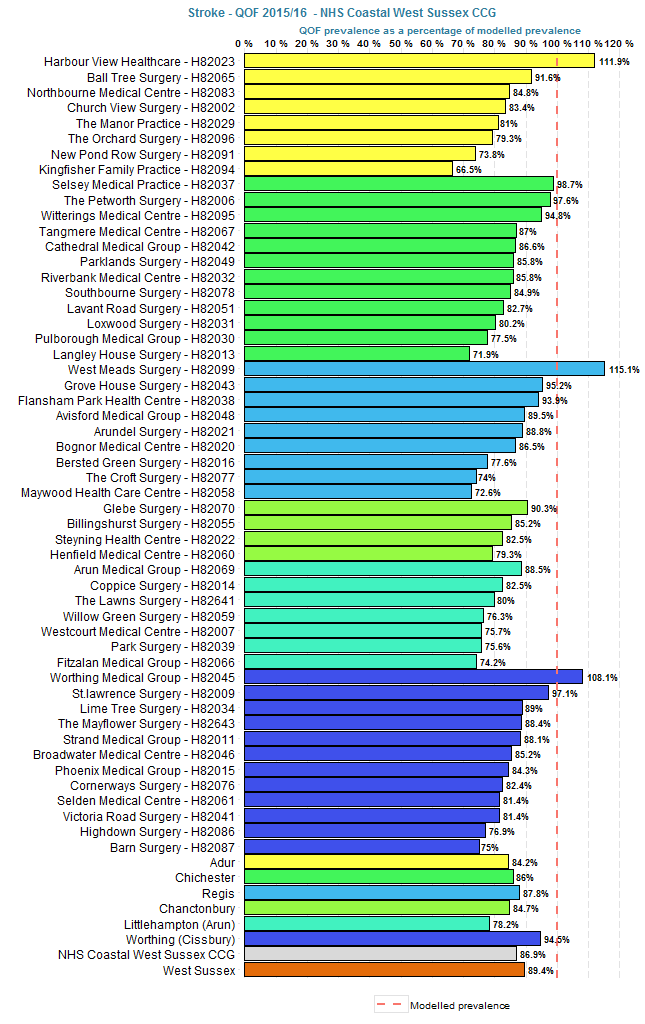 Stroke - QOF 2015/16 - NHS Coastal West Sussex CCG
QOF prevalence as a percentage of modelled prevalence
0 % 10 % 20 % 30 % 40 % 50 % 60 % 70 % 80 % 90 % 100 % 110 % 120 %
Harbour View Healthcare - H82023 111.9%
Ball Tree Surgery - H82065 91.6%
Northbourne Medical Centre - H82083 84.8%
Church View Surgery - H82002 83.4%
The Manor Practice - H82029 81%
The Orchard Surgery - H82096 79.3%
New Pond Row Surgery - H82091 73.8%
Kingfisher Family Practice - H82094 66.5%
Selsey Medical Practice - H82037 98.7%
The Petworth Surgery - H82006 97.6%
Witterings Medical Centre - H82095 94.8%
Tangmere Medical Centre - H82067 87%
Cathedral Medical Group - H82042 86.6%
Parklands Surgery - H82049 85.8%
Riverbank Medical Centre - H82032 85.8%
Southbourne Surgery - H82078 84.9%
Lavant Road Surgery - H82051 82.7%
Loxwood Surgery - H82031 80.2%
Pulborough Medical Group - H82030 77.5%
Langley House Surgery - H82013 71.9%
West Meads Surgery - H82099 115.1%
Grove House Surgery - H82043 95.2%
Flansham Park Health Centre - H82038 93.9%
Avisford Medical Group - H82048 89.5%
Arundel Surgery - H82021 88.8%
Bognor Medical Centre - H82020 86.5%
Bersted Green Surgery - H82016 77.6%
The Croft Surgery - H82077 74%
Maywood Health Care Centre - H82058 72.6%
Glebe Surgery - H82070 90.3%
Billingshurst Surgery - H82055 85.2%
Steyning Health Centre - H82022 82.5%
Henfield Medical Centre - H82060 79.3%
Arun Medical Group - H82069 88.5%
Coppice Surgery - H82014 82.5%
The Lawns Surgery - H82641 80%
Willow Green Surgery - H82059 76.3%
Westcourt Medical Centre - H82007 75.7%
Park Surgery - H82039 75.6%
Fitzalan Medical Group - H82066 74.2%
Worthing Medical Group - H82045 108.1%
St.lawrence Surgery - H82009 97.1%
Lime Tree Surgery - H82034 89%
The Mayflower Surgery - H82643 88.4%
Strand Medical Group - H82011 88.1%
Broadwater Medical Centre - H82046 85.2%
Phoenix Medical Group - H82015 84.3%
Cornerways Surgery - H82076 82.4%
Selden Medical Centre - H82061 81.4%
Victoria Road Surgery - H82041 81.4%
Highdown Surgery - H82086 76.9%
Barn Surgery - H82087 75%
Adur 84.2%
Chichester 86%
Regis 87.8%
Chanctonbury 84.7%
Littlehampton (Arun) 78.2%
Worthing (Cissbury) 94.5%
NHS Coastal West Sussex CCG 86.9%
West Sussex 89.4%
Modelled prevalence